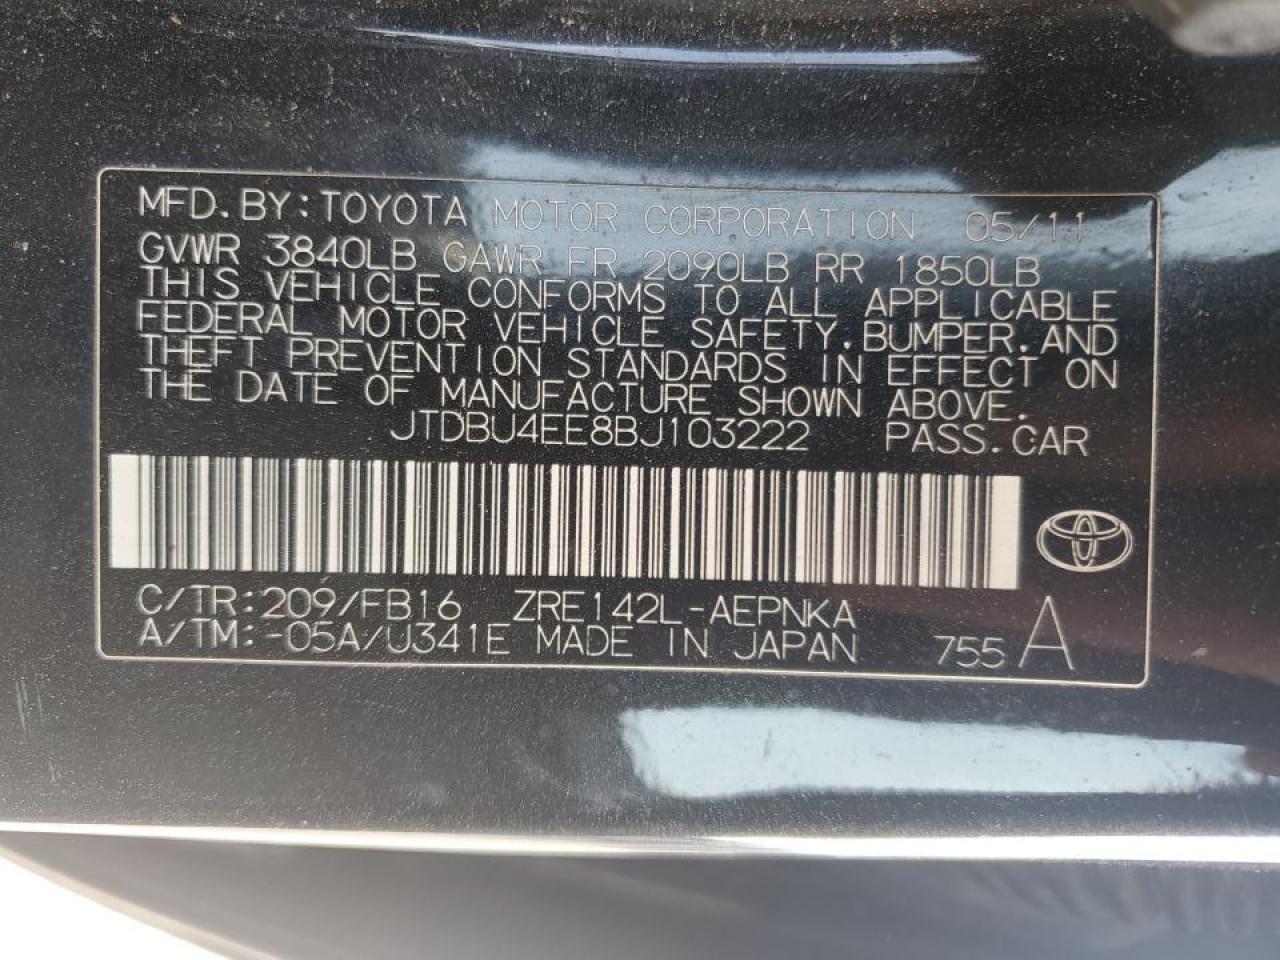 MFD.BY:TOYOTA MOTOR CORPORATION 05/11
GVWR 3840LB GAWR FR 2090LB RR 1850LB
THIS VEHICLE CONFORMS TO ALL APPLICABLE
FEDERAL MOTOR VEHICLE SAFETY,BUMPER,AND
THEFT PREVENTION STANDARDS IN EFFECT ON
THE DATE OF MANUFACTURE SHOWN ABOVE.
JTDBU4EE8BJ103222 PASS.CAR
C/TR:209/FB16 ZRE142L-AEPNKA
A/TM:-05A/U341E MADE IN JAPAN 755 A